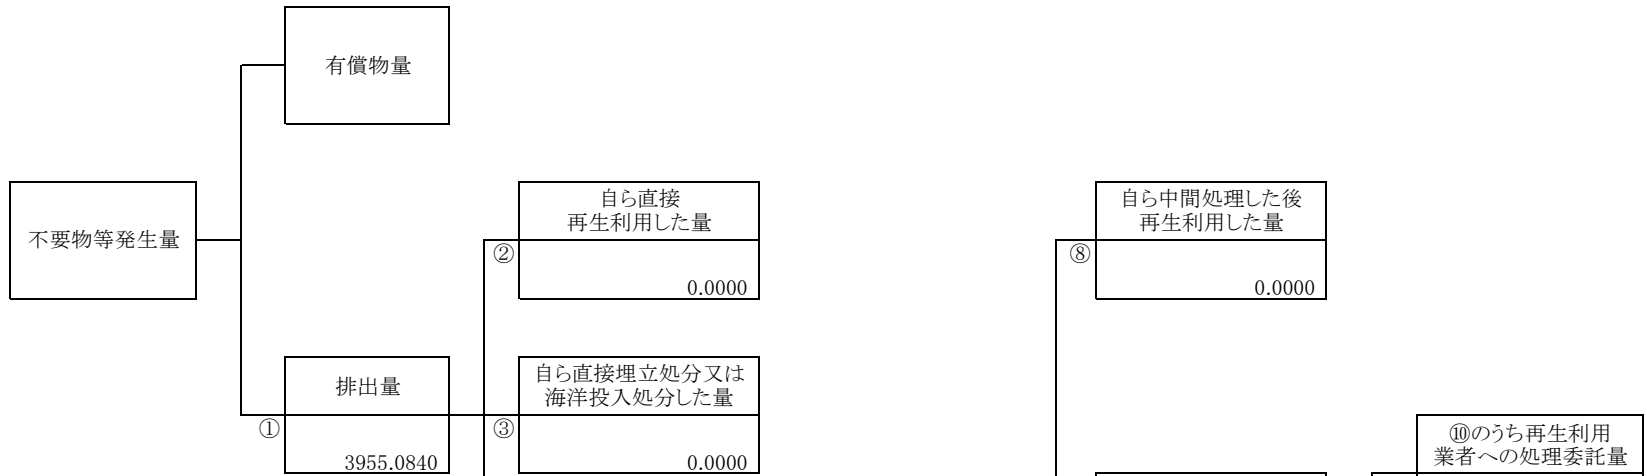 有償物量
不要物等発生量
自ら直接
再生利用した量
②
0.0000
自ら中間処理した後
再生利用した量
⑧
0.0000
排出量
①
3955.0840
自ら直接埋立処分又は
海洋投入処分した量
③
0.0000
⑩のうち再生利用
業者への処理委託量